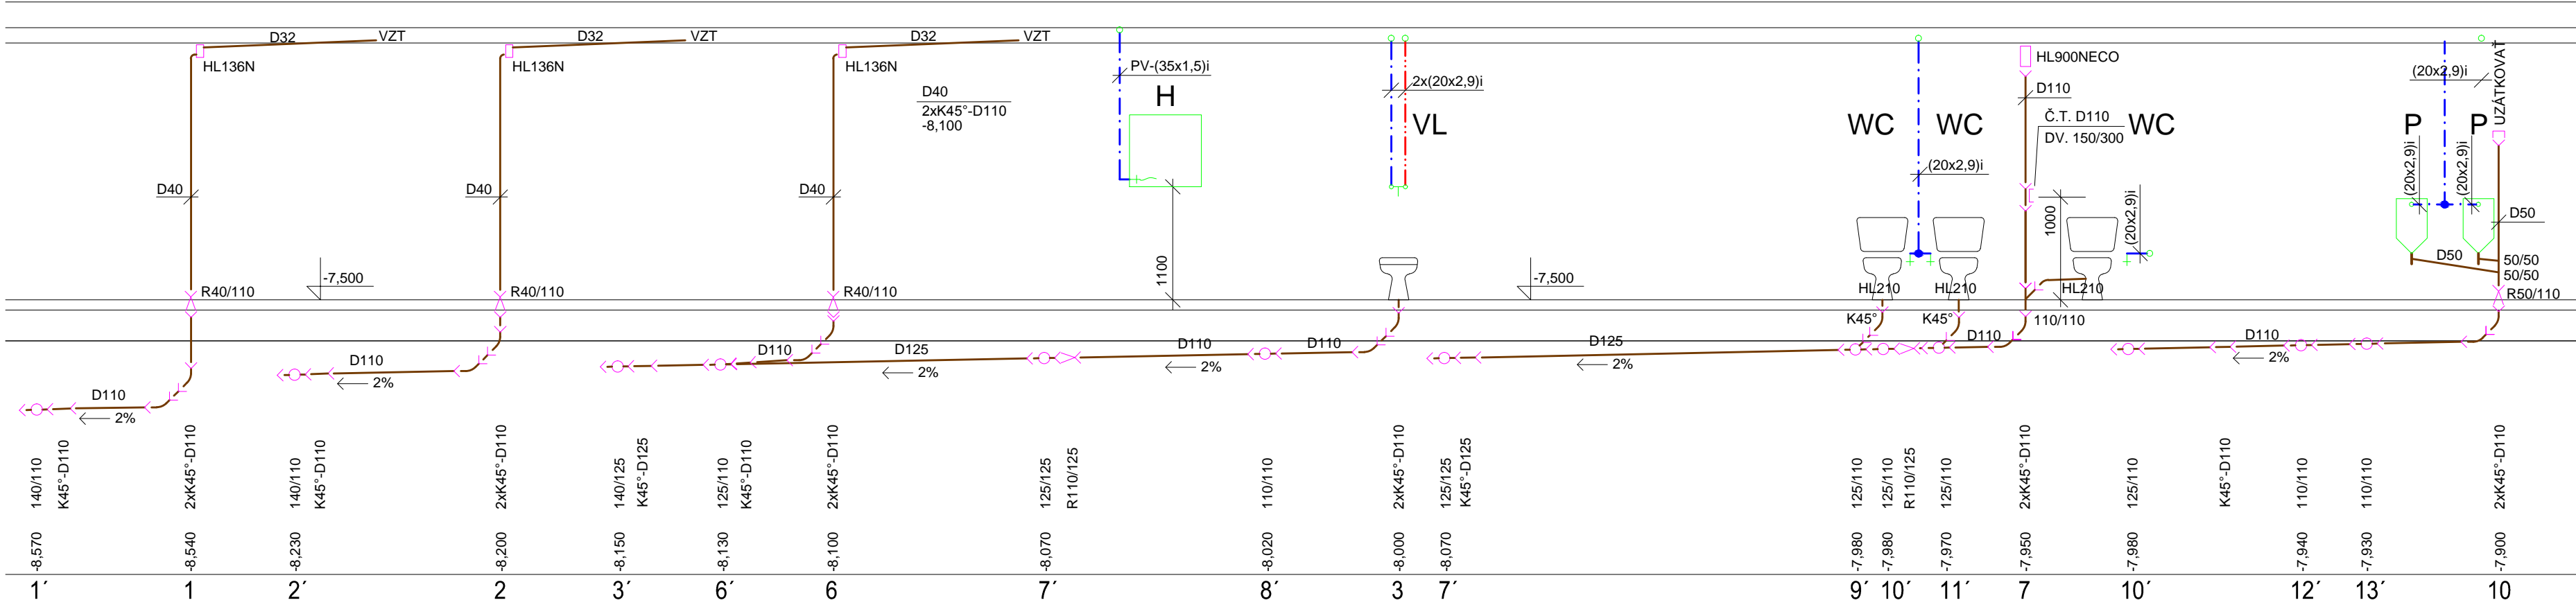 D32
VZT
HL136N
D40
R40/110
-7,500
D110
2%
D32
VZT
HL136N
D40
R40/110
D110
2%
D32
VZT
HL136N
D40
2xK45°-D110
-8,100
D40
R40/110
D110
D125
2%
PV-(35x1,5)i
H
1100
D110
2%
D110
2x(20x2,9)i
VL
-7,500
D125
2%
WC
WC
(20x2,9)i
HL210
HL210
K45°
K45°
D110
HL900NECO
D110
Č.T. D110
DV. 150/300
WC
1000
(20x2,9)i
HL210
110/110
D110
2%
(20x2,9)i
UZÁTKOVAT
P
P
(20x2,9)i
(20x2,9)i
D50
D50
50/50
50/50
R50/110
140/110
K45°-D110
2xK45°-D110
140/110
K45°-D110
2xK45°-D110
140/125
K45°-D125
125/110
K45°-D110
2xK45°-D110
125/125
R110/125
110/110
2xK45°-D110
125/125
K45°-D125
125/110
125/110
R110/125
125/110
2xK45°-D110
125/110
K45°-D110
110/110
110/110
2xK45°-D110
-8,570
-8,540
-8,230
-8,200
-8,150
-8,130
-8,100
-8,070
-8,020
-8,000
-8,070
-7,980
-7,980
-7,970
-7,950
-7,980
-7,940
-7,930
-7,900
1´ 1 2´ 2 3´ 6´ 6 7´ 8´ 3 7´ 9´ 10´ 11´ 7 10´ 12´ 13´ 10